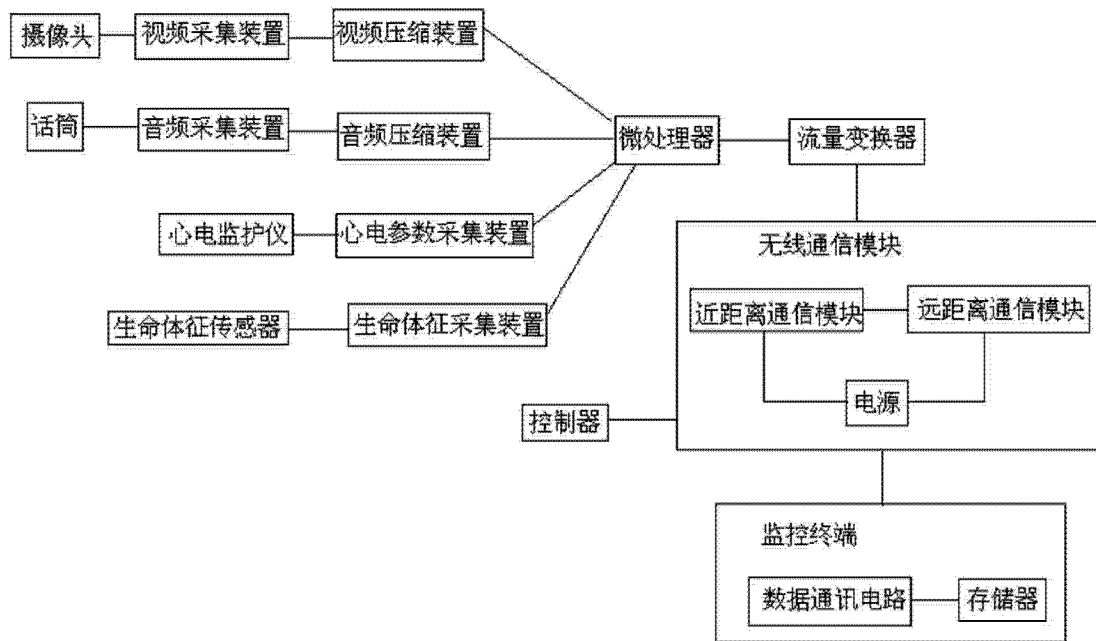 摄像头
视频采集装置
视频压缩装置
话筒
音频采集装置
音频压缩装置
微处理器
流量变换器
心电监护仪
心电参数采集装置
无线通信模块
生命体征传感器
生命体征采集装置
近距离通信模块
远距离通信模块
电源
控制器
监控终端
数据通讯电路
存储器